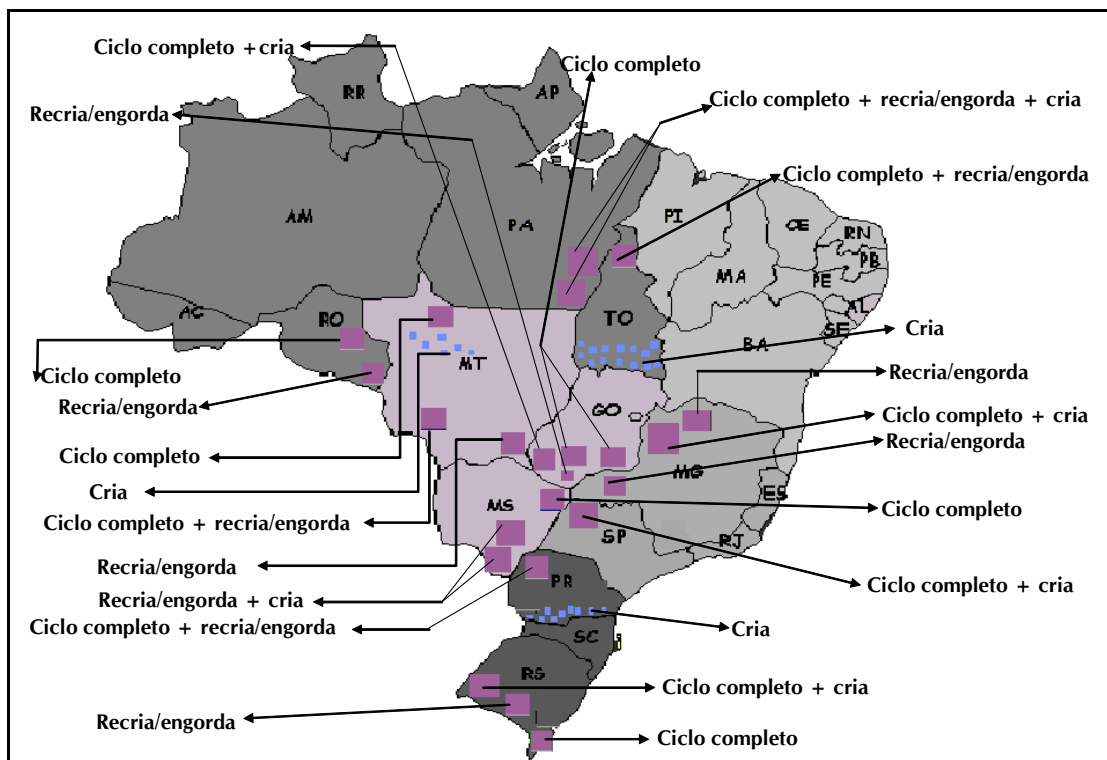 Ciclo completo + cria
Ciclo completo
RR
AP
Recria/engorda
Ciclo completo + recria/engorda + cria
Ciclo completo + recria/engorda
AM
PA
PI
CE
RN
PB
MA
PE
AL
SE
AC
RO
TO
BA
Cria
MT
Ciclo completo
Recria/engorda
Recria/engorda
GO
Ciclo completo + cria
Recria/engorda
Ciclo completo
MG
Cria
ES
MS
Ciclo completo
Ciclo completo + recria/engorda
SP
RJ
Recria/engorda
PR
Ciclo completo + cria
Recria/engorda + cria
Ciclo completo + recria/engorda
Cria
SC
RS
Ciclo completo + cria
Recria/engorda
Ciclo completo